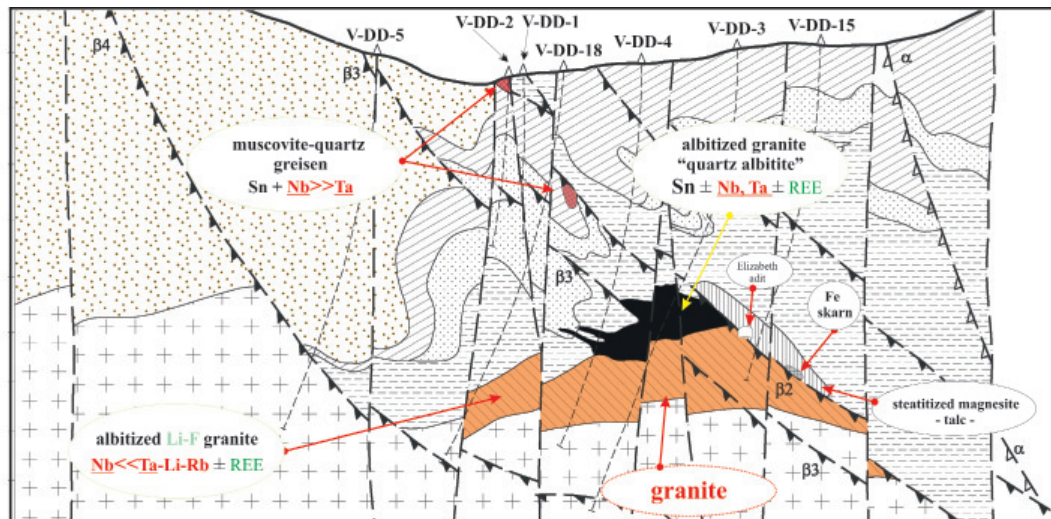 V-DD-5
V-DD-2
V-DD-1
V-DD-18
V-DD-4
V-DD-3
V-DD-15
β4
β3
α
muscovite-quartz
greisen
Sn + Nb>>Ta
albitized granite
"quartz albitite"
Sn ± Nb, Ta ± REE
β3
Elizabeth
adit
Fe
skarn
β2
steatitized magnesite
- talc -
albitized Li-F granite
Nb<<Ta-Li-Rb ± REE
β3
α
granite